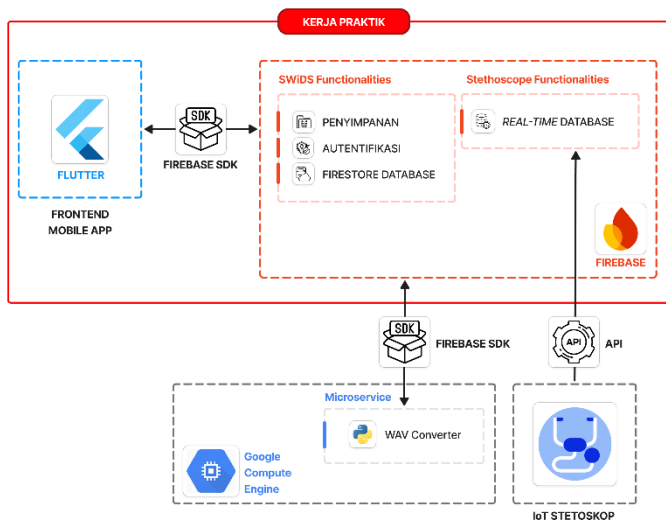 KERJA PRAKTIK
SWiDS Functionalities
Stethoscope Functionalities
SDK
PENYIMPANAN
REAL-TIME DATABASE
AUTENTIFIKASI
FIREBASE SDK
FLUTTER
FIRESTORE DATABASE
FRONTEND
MOBILE APP
FIREBASE
SDK
FIREBASE SDK
API
API
Microservice
WAV Converter
Google
Compute
Engine
IoT STETOSKOP